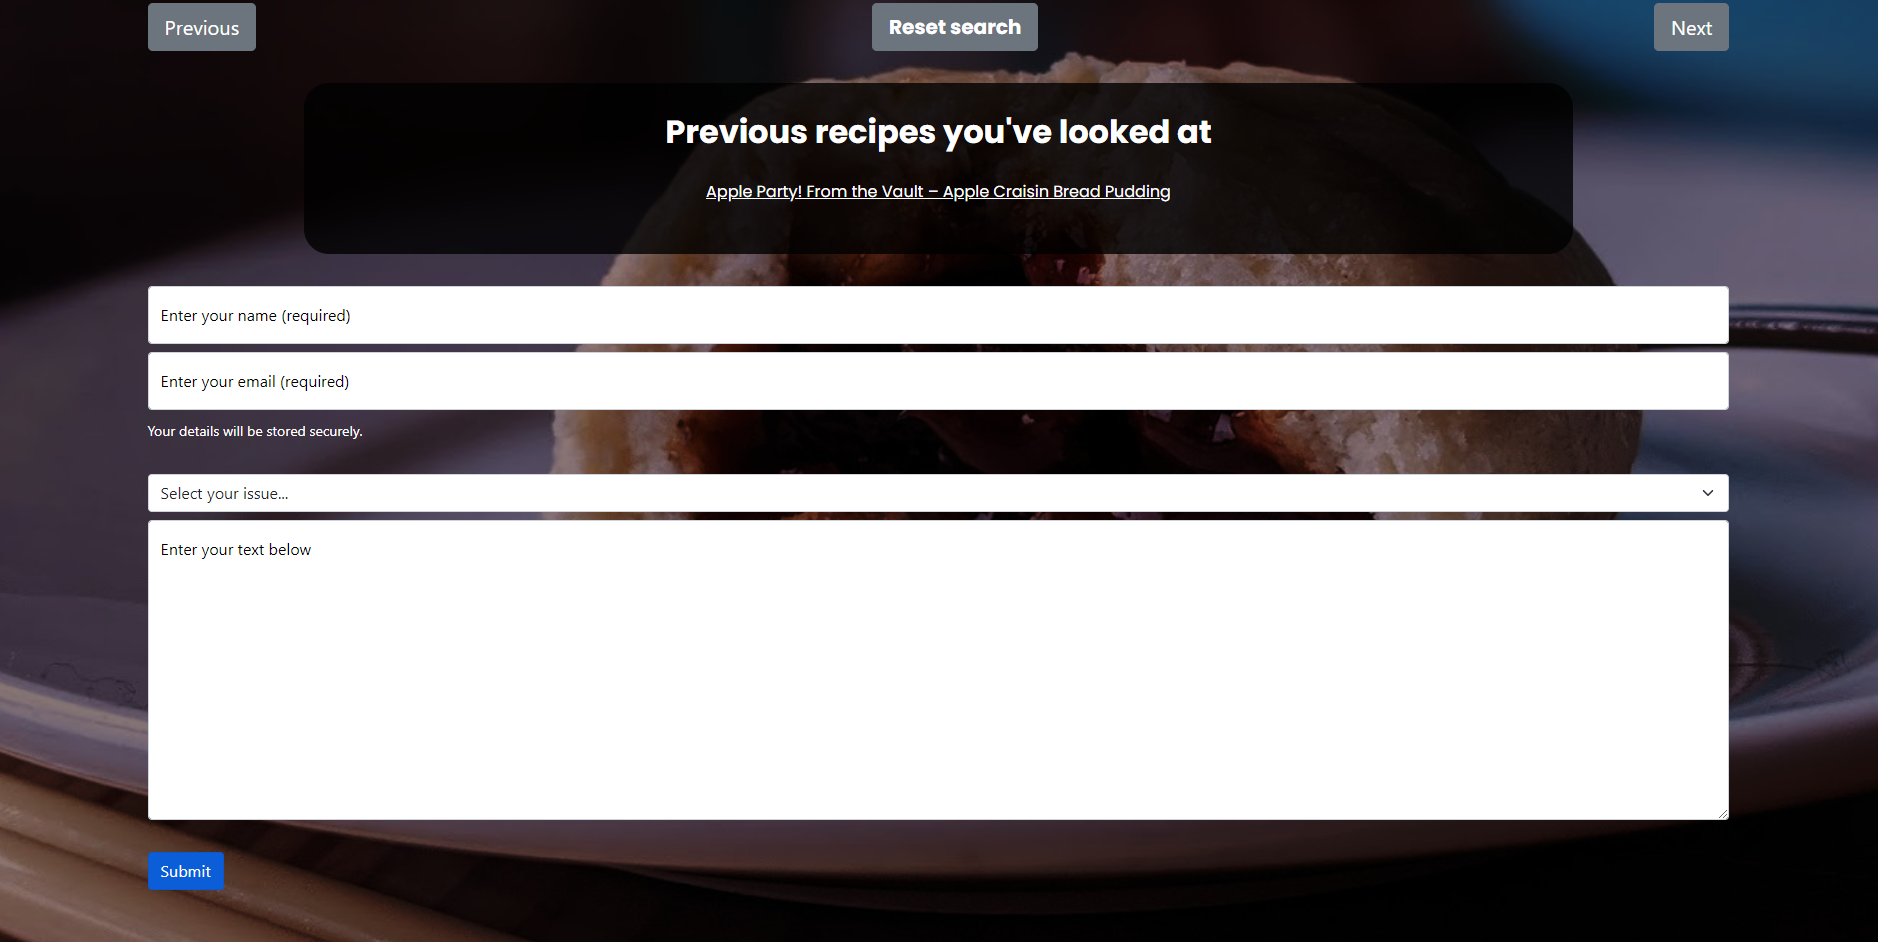 Previous
Reset search
Next
Previous recipes you've looked at
Apple Party! From the Vault – Apple Craisin Bread Pudding
Enter your name (required)
Enter your email (required)
Your details will be stored securely.
Select your issue...
Enter your text below
Submit